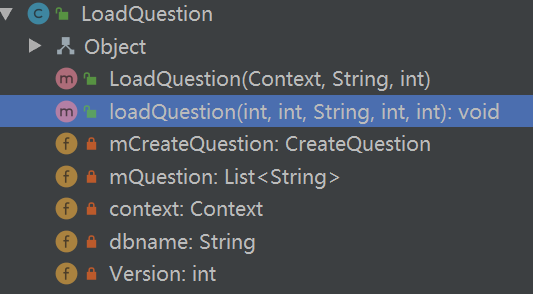 LoadQuestion
Object
LoadQuestion(Context, String, int)
loadQuestion(int, int, String, int, int): void
mCreateQuestion: CreateQuestion
mQuestion: List<String>
context: Context
dbname: String
Version: int